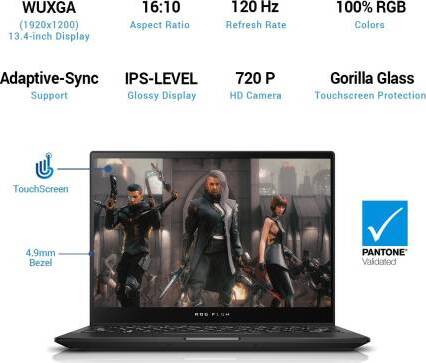 WUXGA
(1920x1200)
13.4-inch Display
16:10
Aspect Ratio
120 Hz
Refresh Rate
100% RGB
Colors
Adaptive-Sync
Support
IPS-LEVEL
Glossy Display
720 P
HD Camera
Gorilla Glass
Touchscreen Protection
TouchScreen
4.9mm
Bezel
ROG FLOW
PANTONE®
Validated